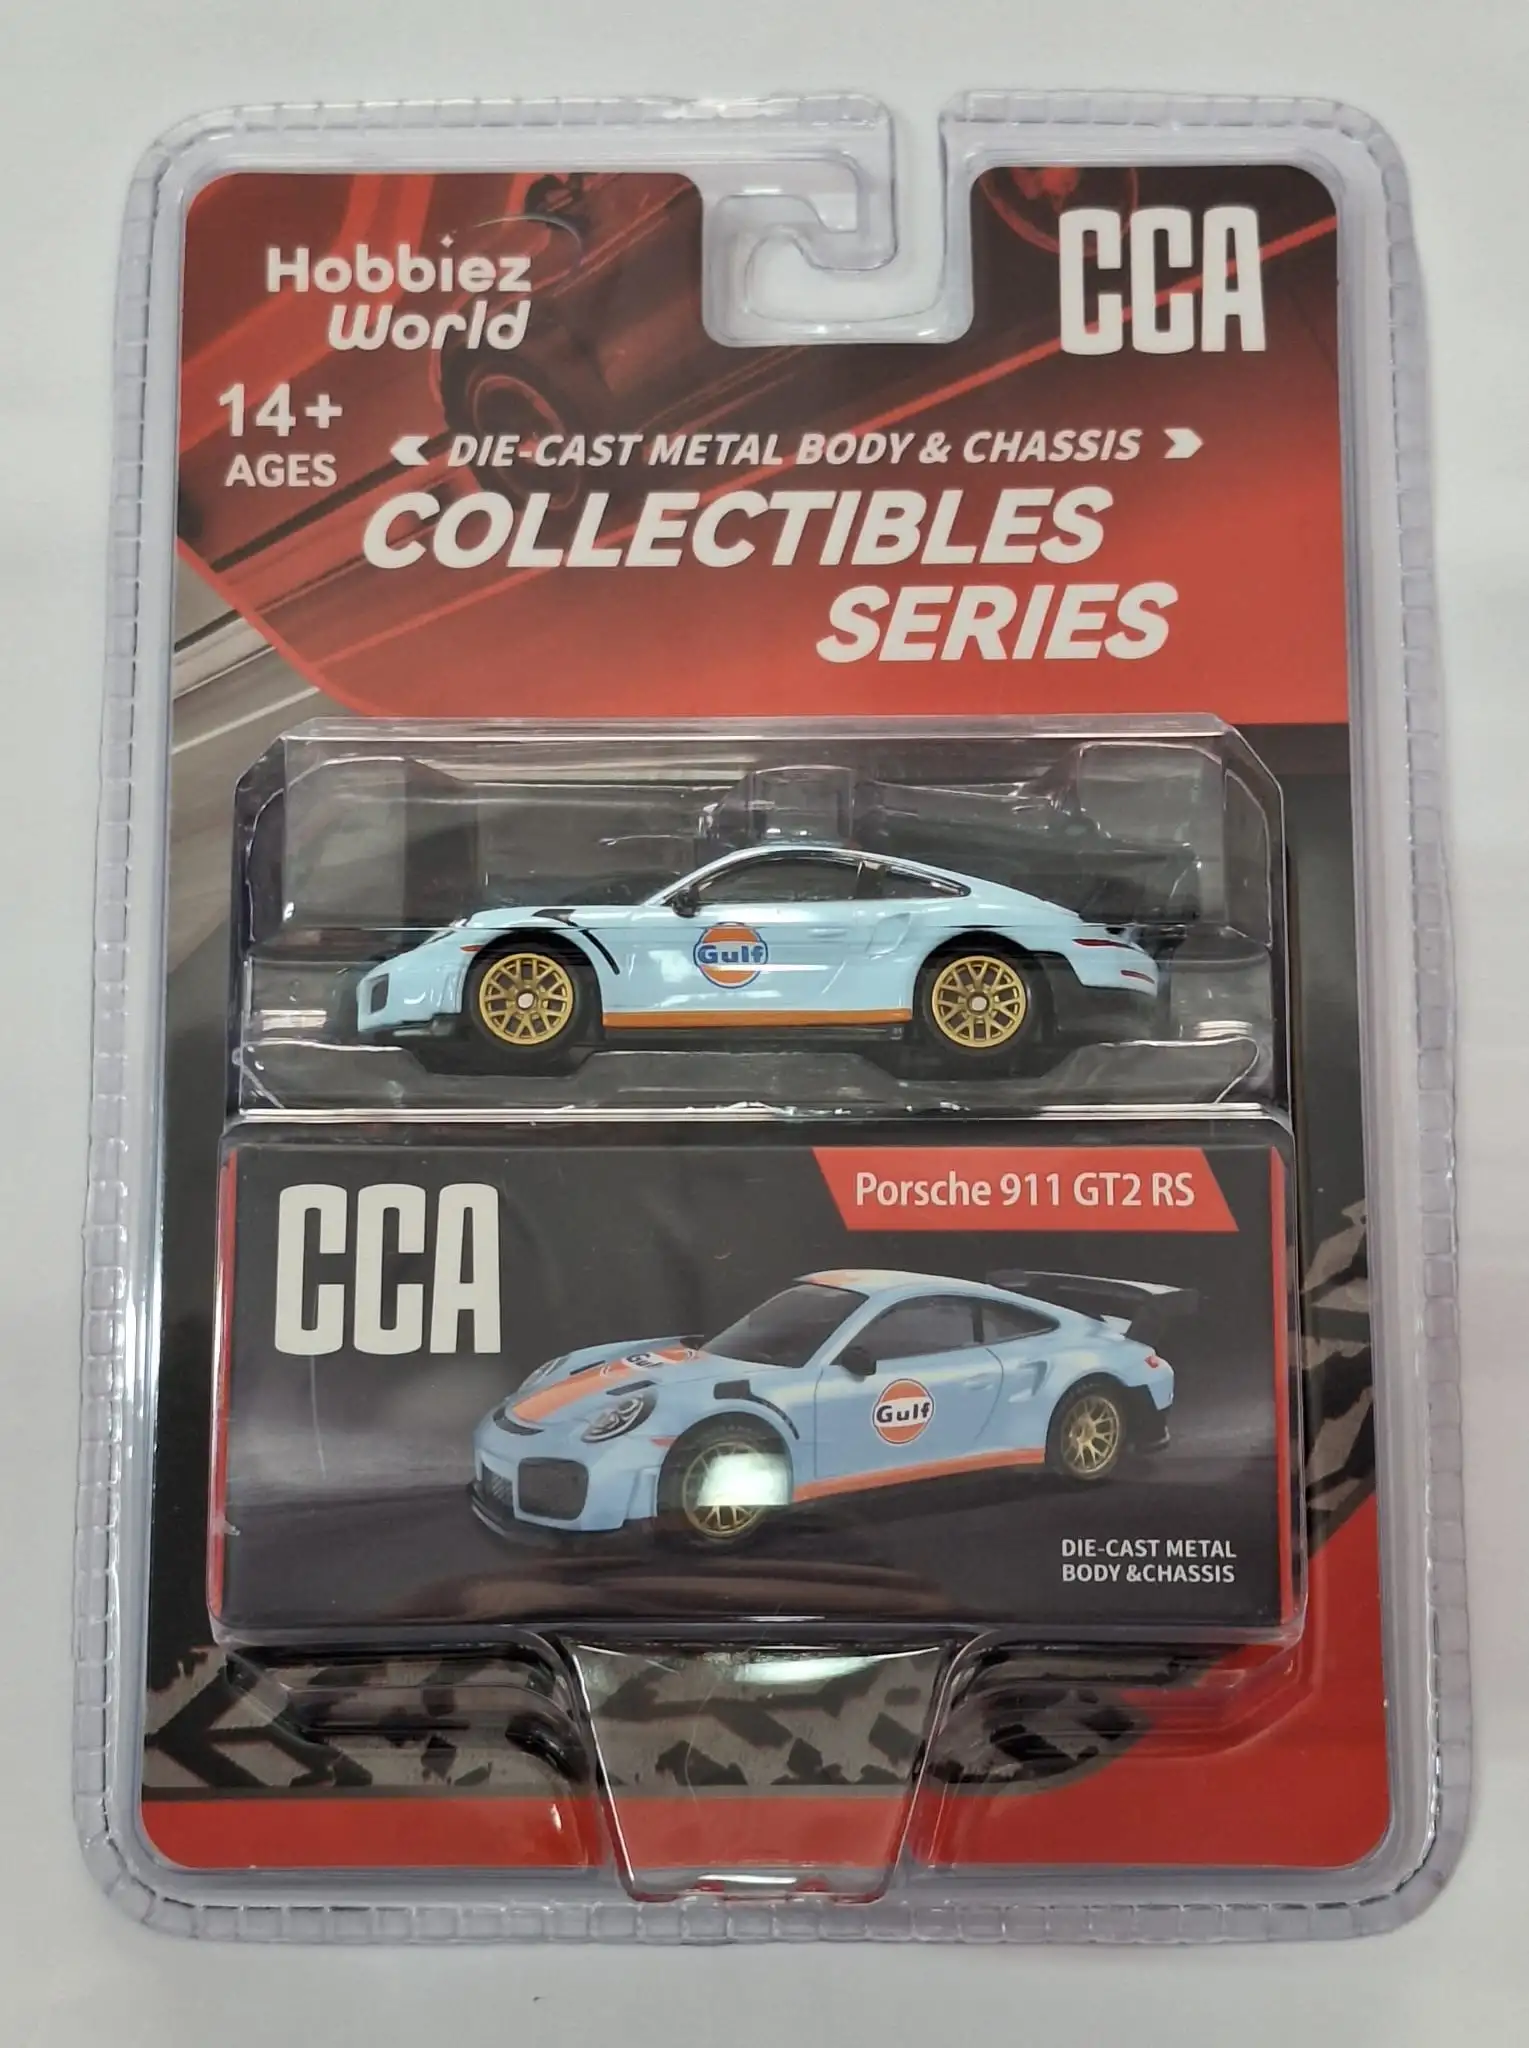 Hobbiez
World
CCA
14+
AGES
DIE-CAST METAL BODY & CHASSIS
COLLECTIBLES
SERIES
Gulf
CCA
Porsche 911 GT2 RS
Gulf
Gulf
DIE-CAST METAL
BODY &CHASSIS